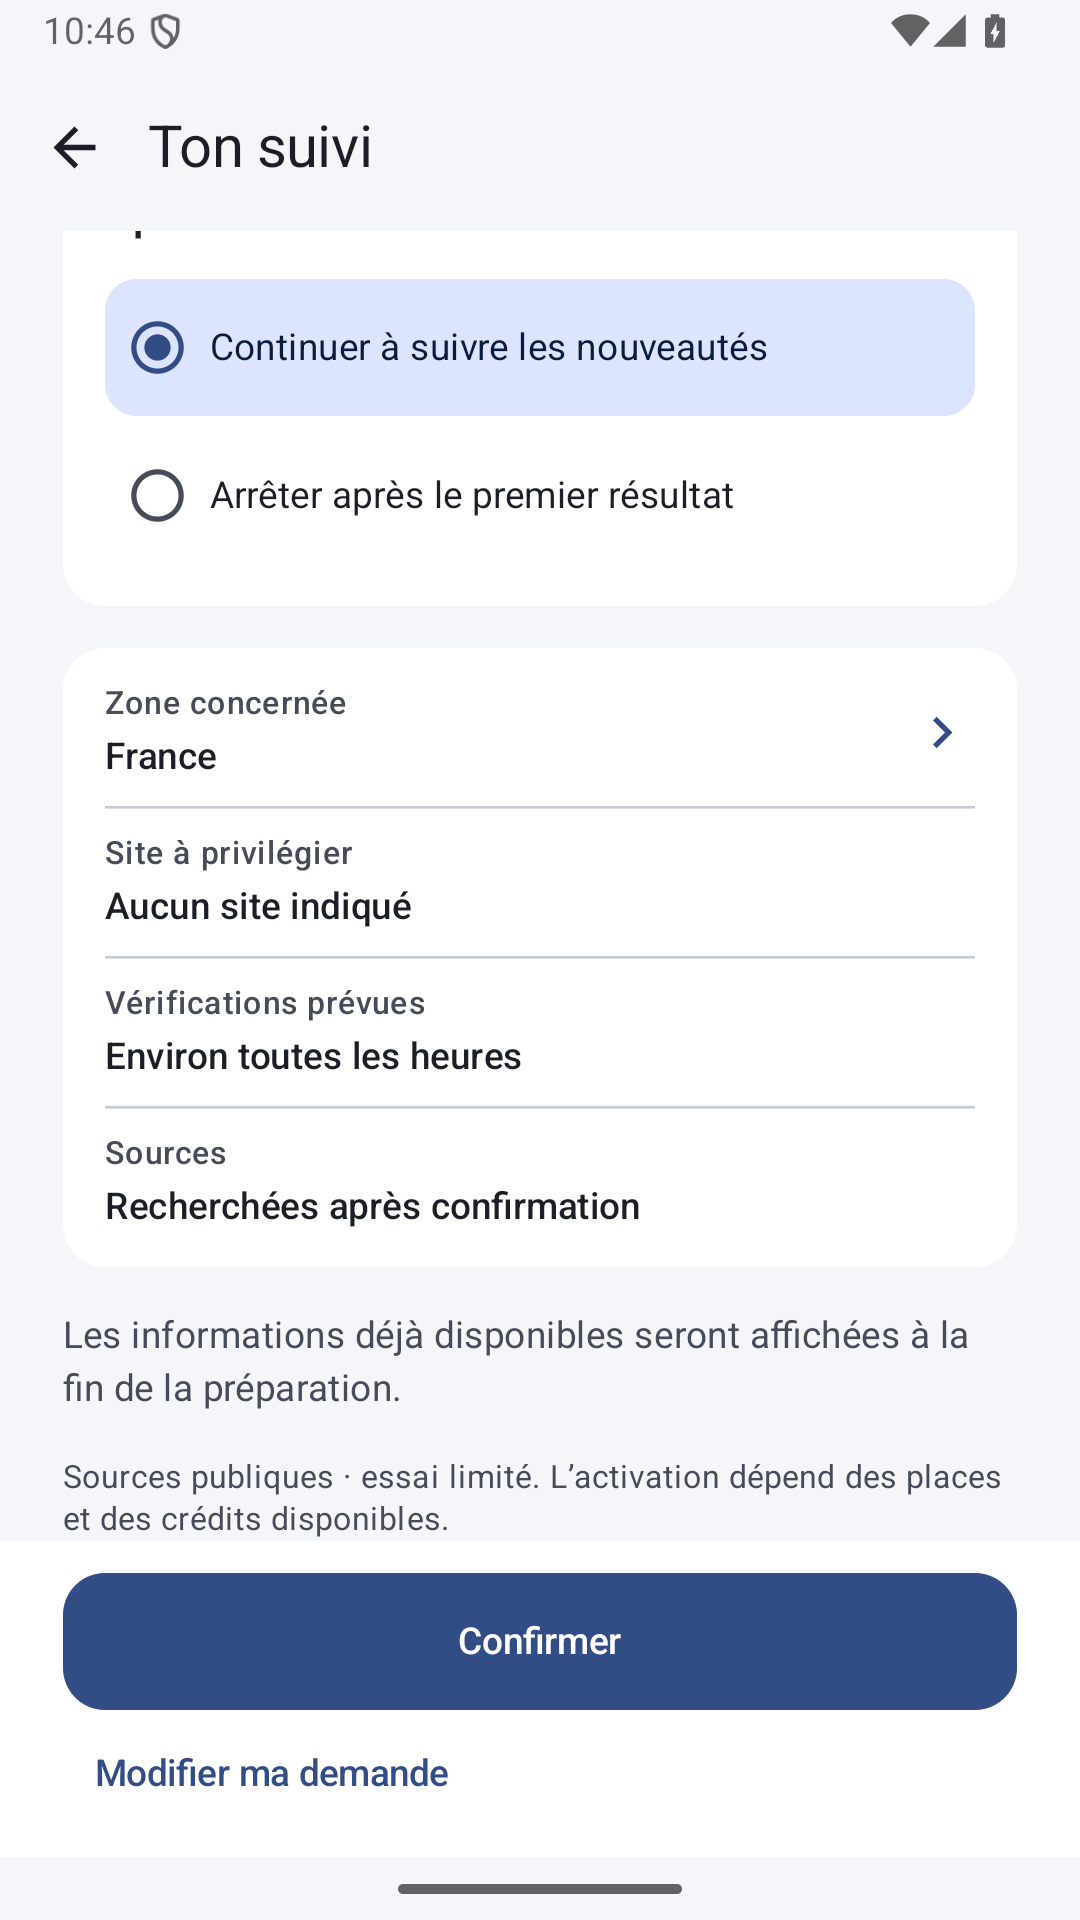 10:46
Ton suivi
Continuer à suivre les nouveautés
Arrêter après le premier résultat
Zone concernée
France
Site à privilégier
Aucun site indiqué
Vérifications prévues
Environ toutes les heures
Sources
Recherchées après confirmation
Les informations déjà disponibles seront affichées à la
fin de la préparation.
Sources publiques · essai limité. L’activation dépend des places
et des crédits disponibles.
Confirmer
Modifier ma demande